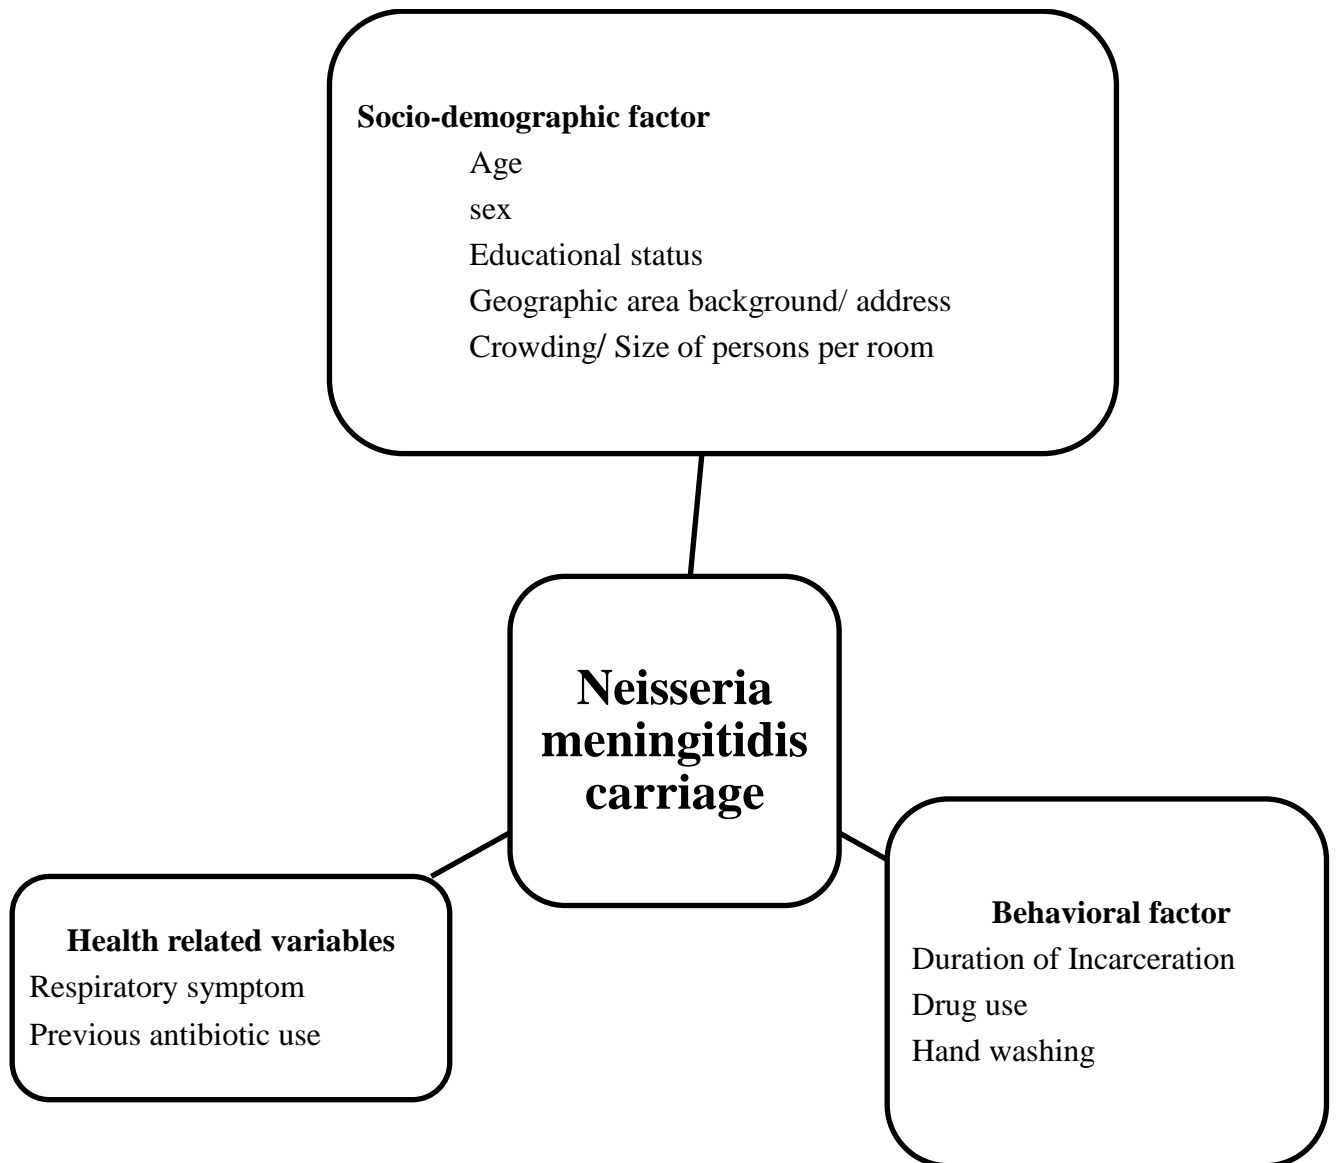 Socio-demographic factor
Age
sex
Educational status
Geographic area background/ address
Crowding/ Size of persons per room
Neisseria
meningitidis
carriage
Health related variables
Respiratory symptom
Previous antibiotic use
Behavioral factor
Duration of Incarceration
Drug use
Hand washing